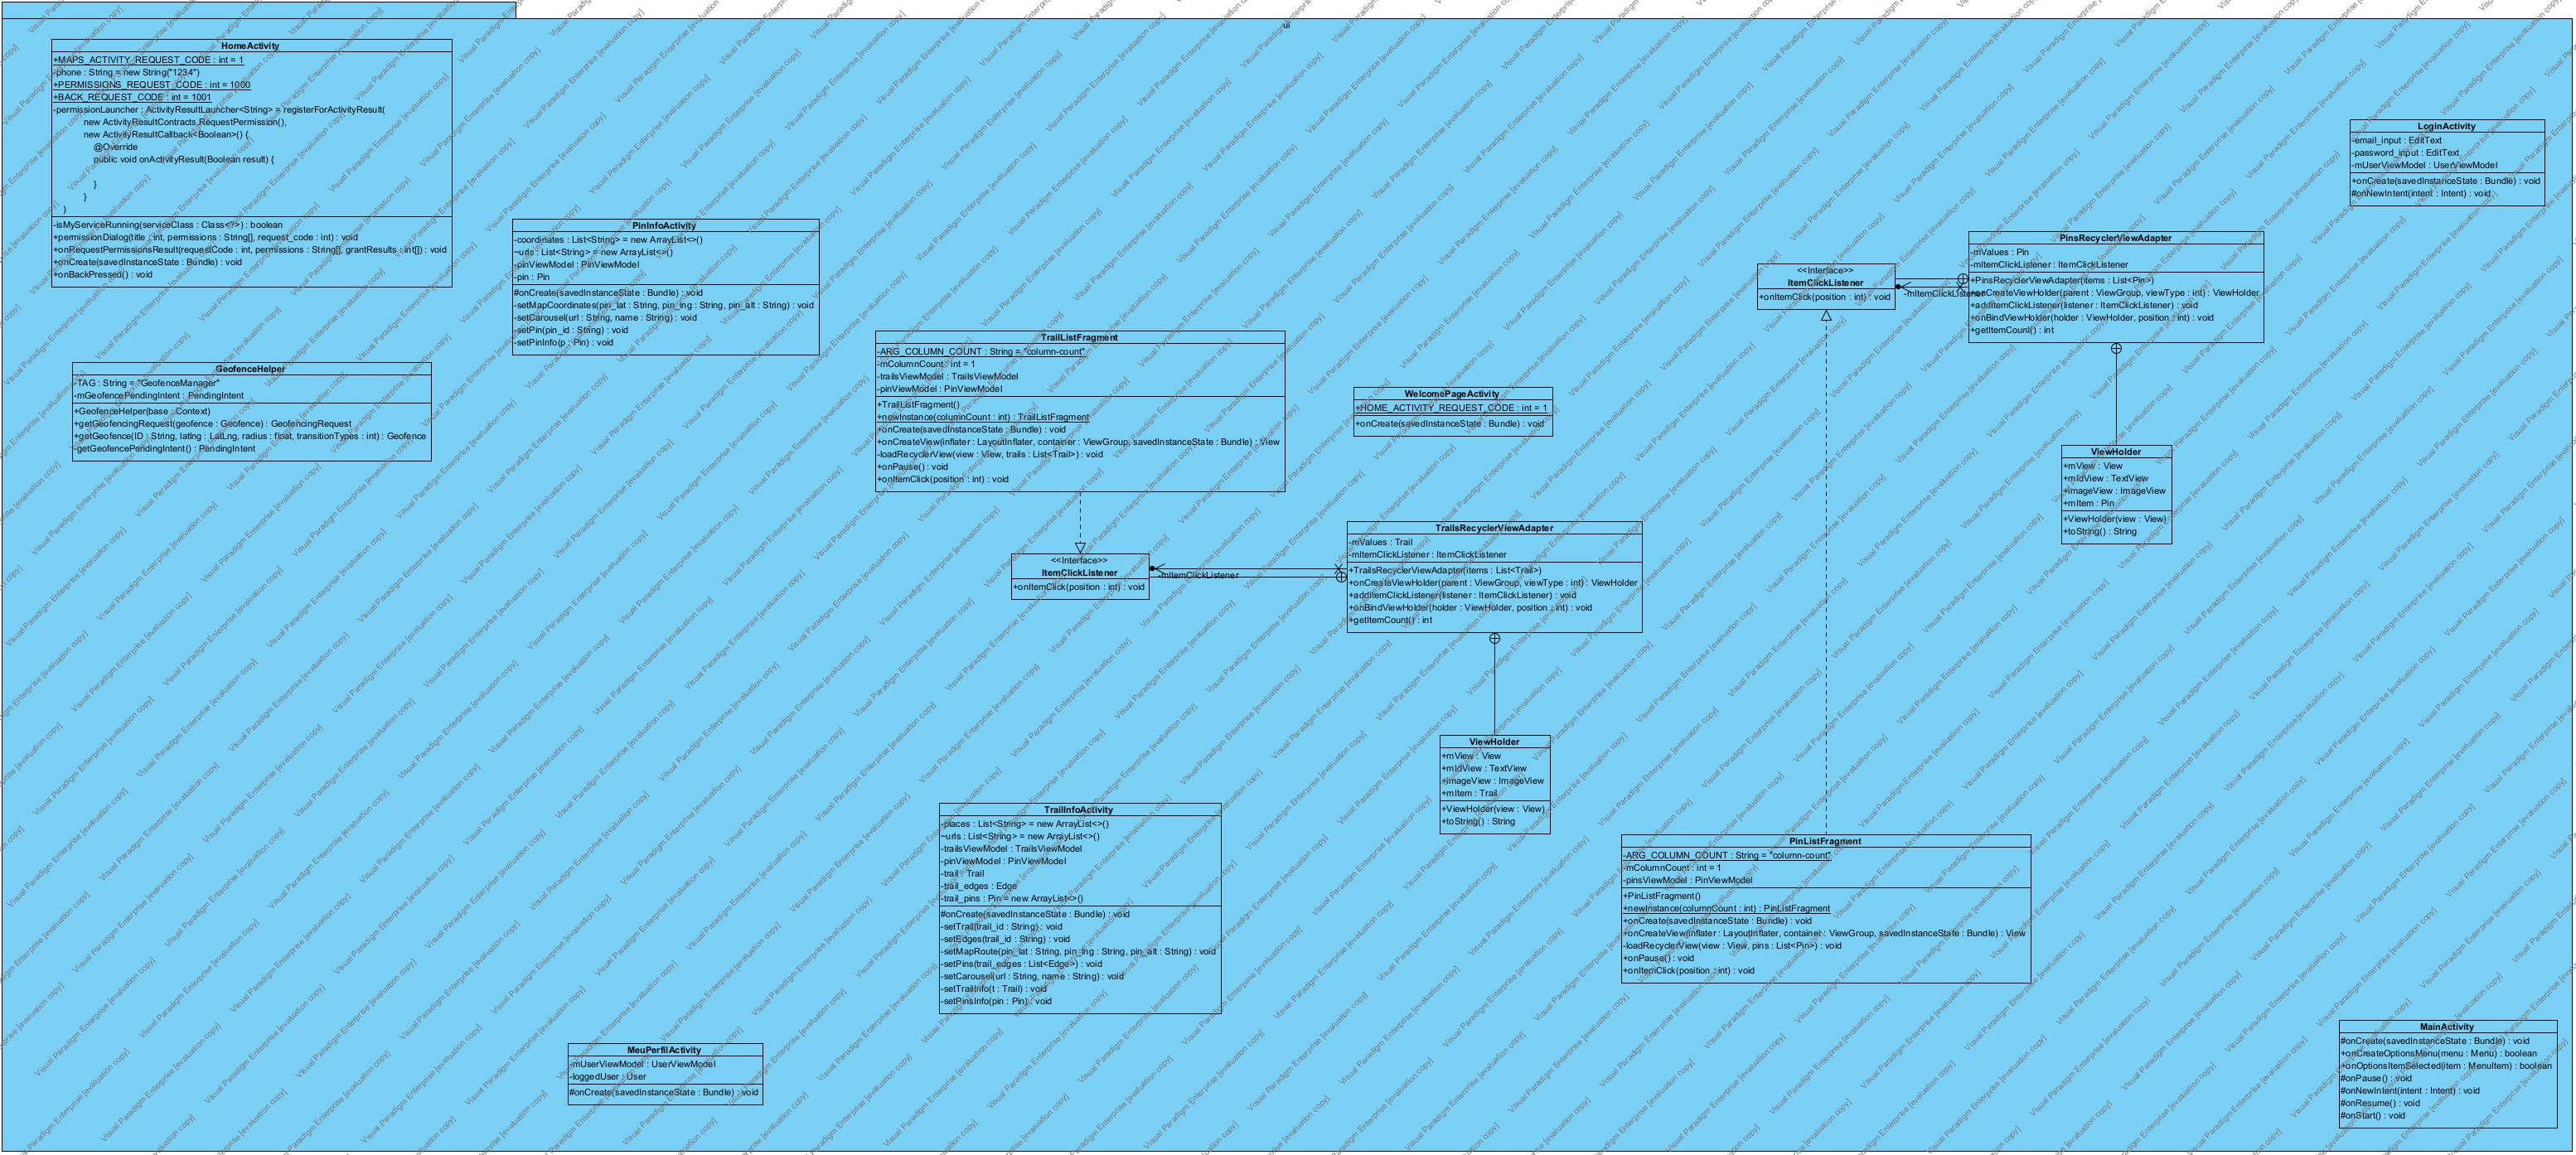 ui
HomeActivity
+MAPS_ACTIVITY_REQUEST_CODE : int = 1
-phone : String = new String("1234")
+PERMISSIONS_REQUEST_CODE : int = 1000
+BACK_REQUEST_CODE : int = 1001
-permissionLauncher : ActivityResultLauncher<String> = registerForActivityResult(
new ActivityResultContracts.RequestPermission(),
new ActivityResultCallback<Boolean>() {
@Override
public void onActivityResult(Boolean result) {
}
}
)
-isMyServiceRunning(serviceClass : Class<?>) : boolean
+permissionDialog(title : int, permissions : String[], request_code : int) : void
+onRequestPermissionsResult(requestCode : int, permissions : String[], grantResults : int[]) : void
+onCreate(savedInstanceState : Bundle) : void
+onBackPressed() : void
GeofenceHelper
-TAG : String = "GeofenceManager"
-mGeofencePendingIntent : PendingIntent
+GeofenceHelper(base : Context)
+getGeofencingRequest(geofence : Geofence) : GeofencingRequest
+getGeofence(ID : String, latlng : LatLng, radius : float, transitionTypes : int) : Geofence
-getGeofencePendingIntent() : PendingIntent
PinInfoActivity
-coordinates : List<String> = new ArrayList<>()
~urls : List<String> = new ArrayList<>()
-pinViewModel : PinViewModel
-pin : Pin
#onCreate(savedInstanceState : Bundle) : void
-setMapCoordinates(pin_lat : String, pin_lng : String, pin_alt : String) : void
-setCarousel(url : String, name : String) : void
-setPin(pin_id : String) : void
-setPinInfo(p : Pin) : void
TrailListFragment
-ARG_COLUMN_COUNT : String = "column-count"
-mColumnCount : int = 1
-trailsViewModel : TrailsViewModel
-pinViewModel : PinViewModel
+TrailListFragment()
+newInstance(columnCount : int) : TrailListFragment
+onCreate(savedInstanceState : Bundle) : void
+onCreateView(inflater : LayoutInflater, container : ViewGroup, savedInstanceState : Bundle) : View
-loadRecyclerView(view : View, trails : List<Trail>) : void
+onPause() : void
+onItemClick(position : int) : void
WelcomePageActivity
+HOME_ACTIVITY_REQUEST_CODE : int = 1
+onCreate(savedInstanceState : Bundle) : void
<<Interface>>
ItemClickListener
+onItemClick(position : int) : void
-mItemClickListener
TrailsRecyclerViewAdapter
-mValues : Trail
-mItemClickListener : ItemClickListener
+TrailsRecyclerViewAdapter(items : List<Trail>)
+onCreateViewHolder(parent : ViewGroup, viewType : int) : ViewHolder
+addItemClickListener(listener : ItemClickListener) : void
+onBindViewHolder(holder : ViewHolder, position : int) : void
+getItemCount() : int
ViewHolder
+mView : View
+mIdView : TextView
+imageView : ImageView
+mItem : Trail
+ViewHolder(view : View)
+toString() : String
<<Interface>>
ItemClickListener
+onItemClick(position : int) : void
-mItemClickListener
PinsRecyclerViewAdapter
-mValues : Pin
-mItemClickListener : ItemClickListener
+PinsRecyclerViewAdapter(items : List<Pin>)
+onCreateViewHolder(parent : ViewGroup, viewType : int) : ViewHolder
+addItemClickListener(listener : ItemClickListener) : void
+onBindViewHolder(holder : ViewHolder, position : int) : void
+getItemCount() : int
ViewHolder
+mView : View
+mIdView : TextView
+imageView : ImageView
+mItem : Pin
+ViewHolder(view : View)
+toString() : String
LoginActivity
-email_input : EditText
-password_input : EditText
-mUserViewModel : UserViewModel
+onCreate(savedInstanceState : Bundle) : void
#onNewIntent(intent : Intent) : void
TrailInfoActivity
-places : List<String> = new ArrayList<>()
~urls : List<String> = new ArrayList<>()
-trailsViewModel : TrailsViewModel
-pinViewModel : PinViewModel
-trail : Trail
-trail_edges : Edge
-trail_pins : Pin = new ArrayList<>()
#onCreate(savedInstanceState : Bundle) : void
-setTrail(trail_id : String) : void
-setEdges(trail_id : String) : void
-setMapRoute(pin_lat : String, pin_lng : String, pin_alt : String) : void
-setPins(trail_edges : List<Edge>) : void
-setCarousel(url : String, name : String) : void
-setTrailInfo(t : Trail) : void
-setPinsInfo(pin : Pin) : void
PinListFragment
-ARG_COLUMN_COUNT : String = "column-count"
-mColumnCount : int = 1
-pinsViewModel : PinViewModel
+PinListFragment()
+newInstance(columnCount : int) : PinListFragment
+onCreate(savedInstanceState : Bundle) : void
+onCreateView(inflater : LayoutInflater, container : ViewGroup, savedInstanceState : Bundle) : View
-loadRecyclerView(view : View, pins : List<Pin>) : void
+onPause() : void
+onItemClick(position : int) : void
MeuPerfilActivity
-mUserViewModel : UserViewModel
-loggedUser : User
#onCreate(savedInstanceState : Bundle) : void
MainActivity
#onCreate(savedInstanceState : Bundle) : void
+onCreateOptionsMenu(menu : Menu) : boolean
+onOptionsItemSelected(item : MenuItem) : boolean
#onPause() : void
#onNewIntent(intent : Intent) : void
#onResume() : void
#onStart() : void
Visual Paradigm Enterprise [evaluation copy]